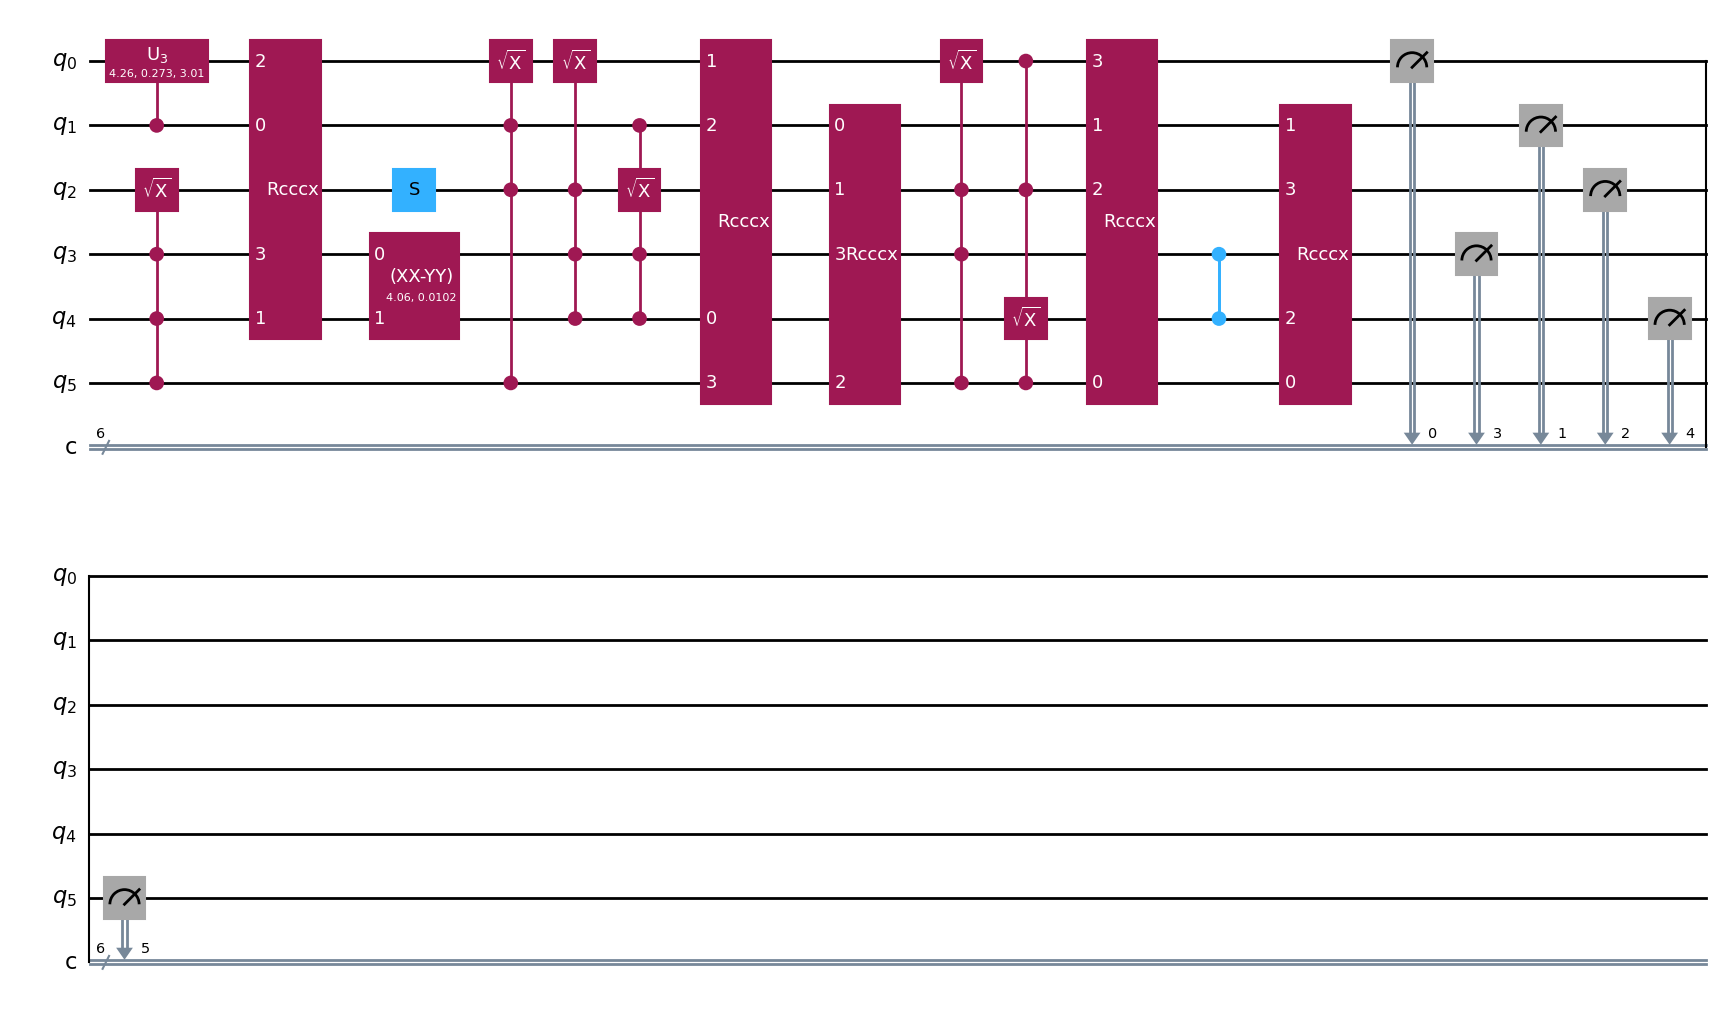 q0 U3 4.26, 0.273, 3.01 2 √X √X 1 √X 3
q1 0 2 0 1 1
q2 √X Rcccx S √X 1 2 3
Rcccx Rcccx
q3 3 0 3Rcccx Rcccx
(XX-YY)
4.06, 0.0102
q4 1 1 0 √X 2
q5 3 2 0 0
c 6 0 3 1 2 4
q0
q1
q2
q3
q4
q5
c 6 5